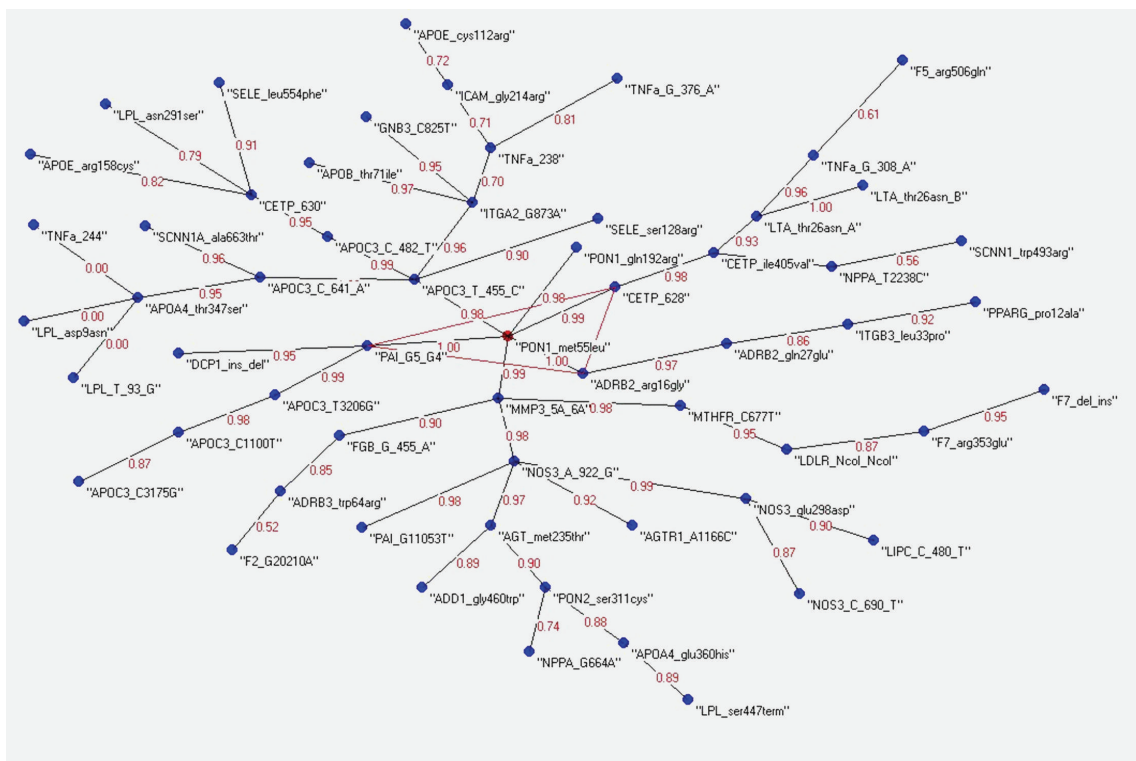 "APOE_cys112arg"
0.72
"F5_arg506gln"
"SELE_leu554phe"
"ICAM_gly214arg"
"TNFa_G_376_A"
"LPL_asn291ser"
0.71
0.81
0.61
"GNB3_C825T"
0.91
0.79
"TNFa_238"
"APOE_arg158cys"
0.95
"TNFa_G_308_A"
"APOB_thr71ile"
0.82
0.97
0.70
0.96
"LTA_thr26asn_B"
1.00
"CETP_630"
"ITGA2_G873A"
0.95
"LTA_thr26asn_A"
"TNFa_244"
"SCNN1A_ala663thr"
"APOC3_C_482_T"
0.96
"SELE_ser128arg"
0.93
"SCNN1_trp493arg"
0.96
0.99
0.90
"PON1_gln192arg"
"CETP_ile405val"
0.56
0.00
0.98
"NPPA_T2238C"
"APOC3_C_641_A"
"APOC3_T_455_C"
0.98
"CETP_628"
0.95
"APOA4_thr347ser"
0.98
0.99
"PPARG_pro12ala"
0.00
0.92
"LPL_asp9asn"
"ITGB3_leu33pro"
0.00
0.95
"PAI_G5_G4"
1.00
"PON1_met55leu"
0.86
"DCP1_ins_del"
1.00
0.97
"ADRB2_gln27glu"
0.99
0.99
"LPL_T_93_G"
"ADRB2_arg16gly"
"APOC3_T3206G"
"MMP3_5A_6A"
0.98
"F7_del_ins"
0.98
"MTHFR_C677T"
0.95
0.90
0.95
"APOC3_C1100T"
"FGB_G_455_A"
0.98
0.87
"F7_arg353glu"
0.87
"LDLR_NcoI_NcoI"
0.85
"NOS3_A_922_G"
0.99
"APOC3_C3175G"
"ADRB3_trp64arg"
0.98
0.97
0.92
"NOS3_glu298asp"
0.52
0.90
"PAI_G11053T"
"AGT_met235thr"
"AGTR1_A1166C"
"F2_G20210A"
0.87
"LIPC_C_480_T"
0.89
0.90
"ADD1_gly460trp"
"PON2_ser311cys"
"NOS3_C_690_T"
0.88
0.74
"NPPA_G664A"
"APOA4_glu360his"
0.89
"LPL_ser447term"